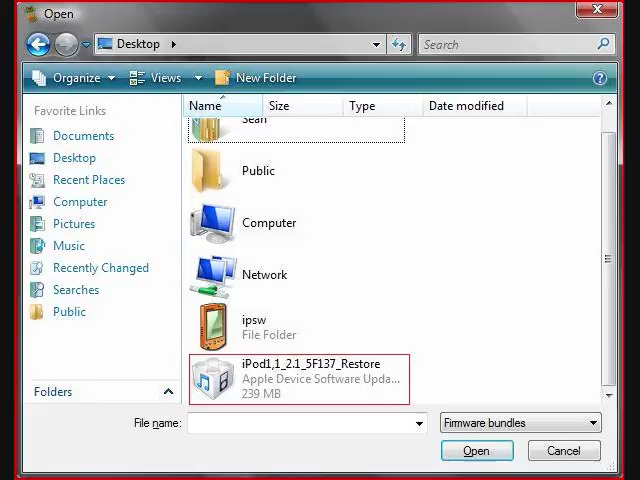 Open
Desktop
Search
Organize
Views
New Folder
Favorite Links
Documents
Desktop
Recent Places
Computer
Pictures
Music
Recently Changed
Searches
Public
Folders
Name
Size
Type
Date modified
Sean
Public
Computer
Network
ipsw
File Folder
iPod1,1_2.1_5F137_Restore
Apple Device Software Upda...
239 MB
File name:
Firmware bundles
Open
Cancel